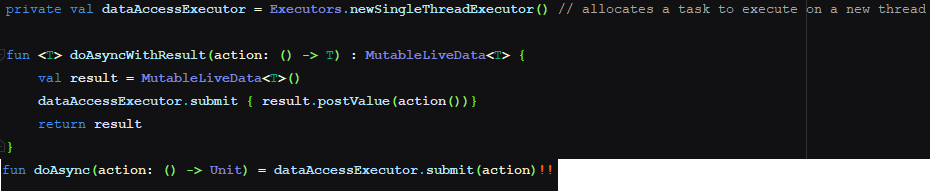 private val dataAccessExecutor = Executors.newSingleThreadExecutor() // allocates a task to execute on a new thread
fun <T> doAsyncWithResult(action: () -> T) : MutableLiveData<T> {
val result = MutableLiveData<T>()
dataAccessExecutor.submit { result.postValue(action())}
return result
}
fun doAsync(action: () -> Unit) = dataAccessExecutor.submit(action)!!